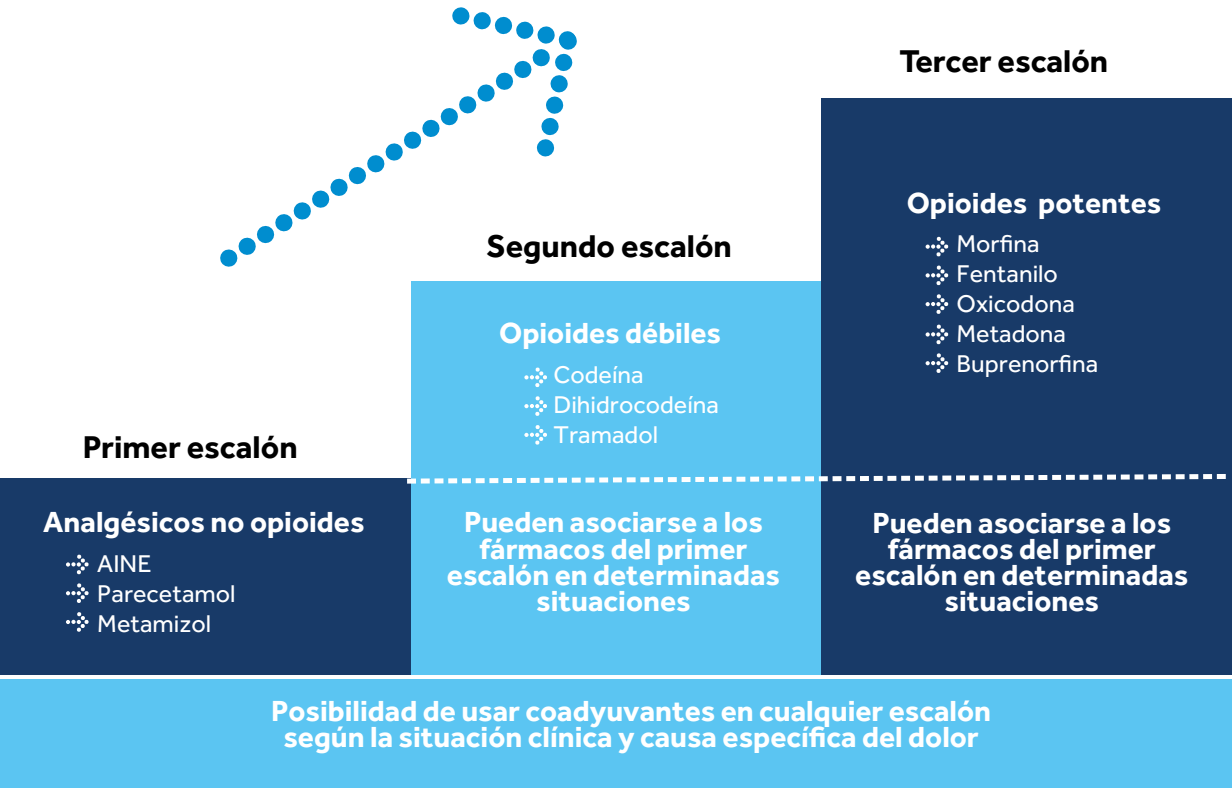 Tercer escalón
Opioides potentes
Morfina
Fentanilo
Oxicodona
Metadona
Buprenorfina
Segundo escalón
Opioides débiles
Codeína
Dihidrocodeína
Tramadol
Primer escalón
Analgésicos no opioides
AINE
Parecetamol
Metamizol
Pueden asociarse a los
fármacos del primer
escalón en determinadas
situaciones
Pueden asociarse a los
fármacos del primer
escalón en determinadas
situaciones
Posibilidad de usar coadyuvantes en cualquier escalón
según la situación clínica y causa específica del dolor